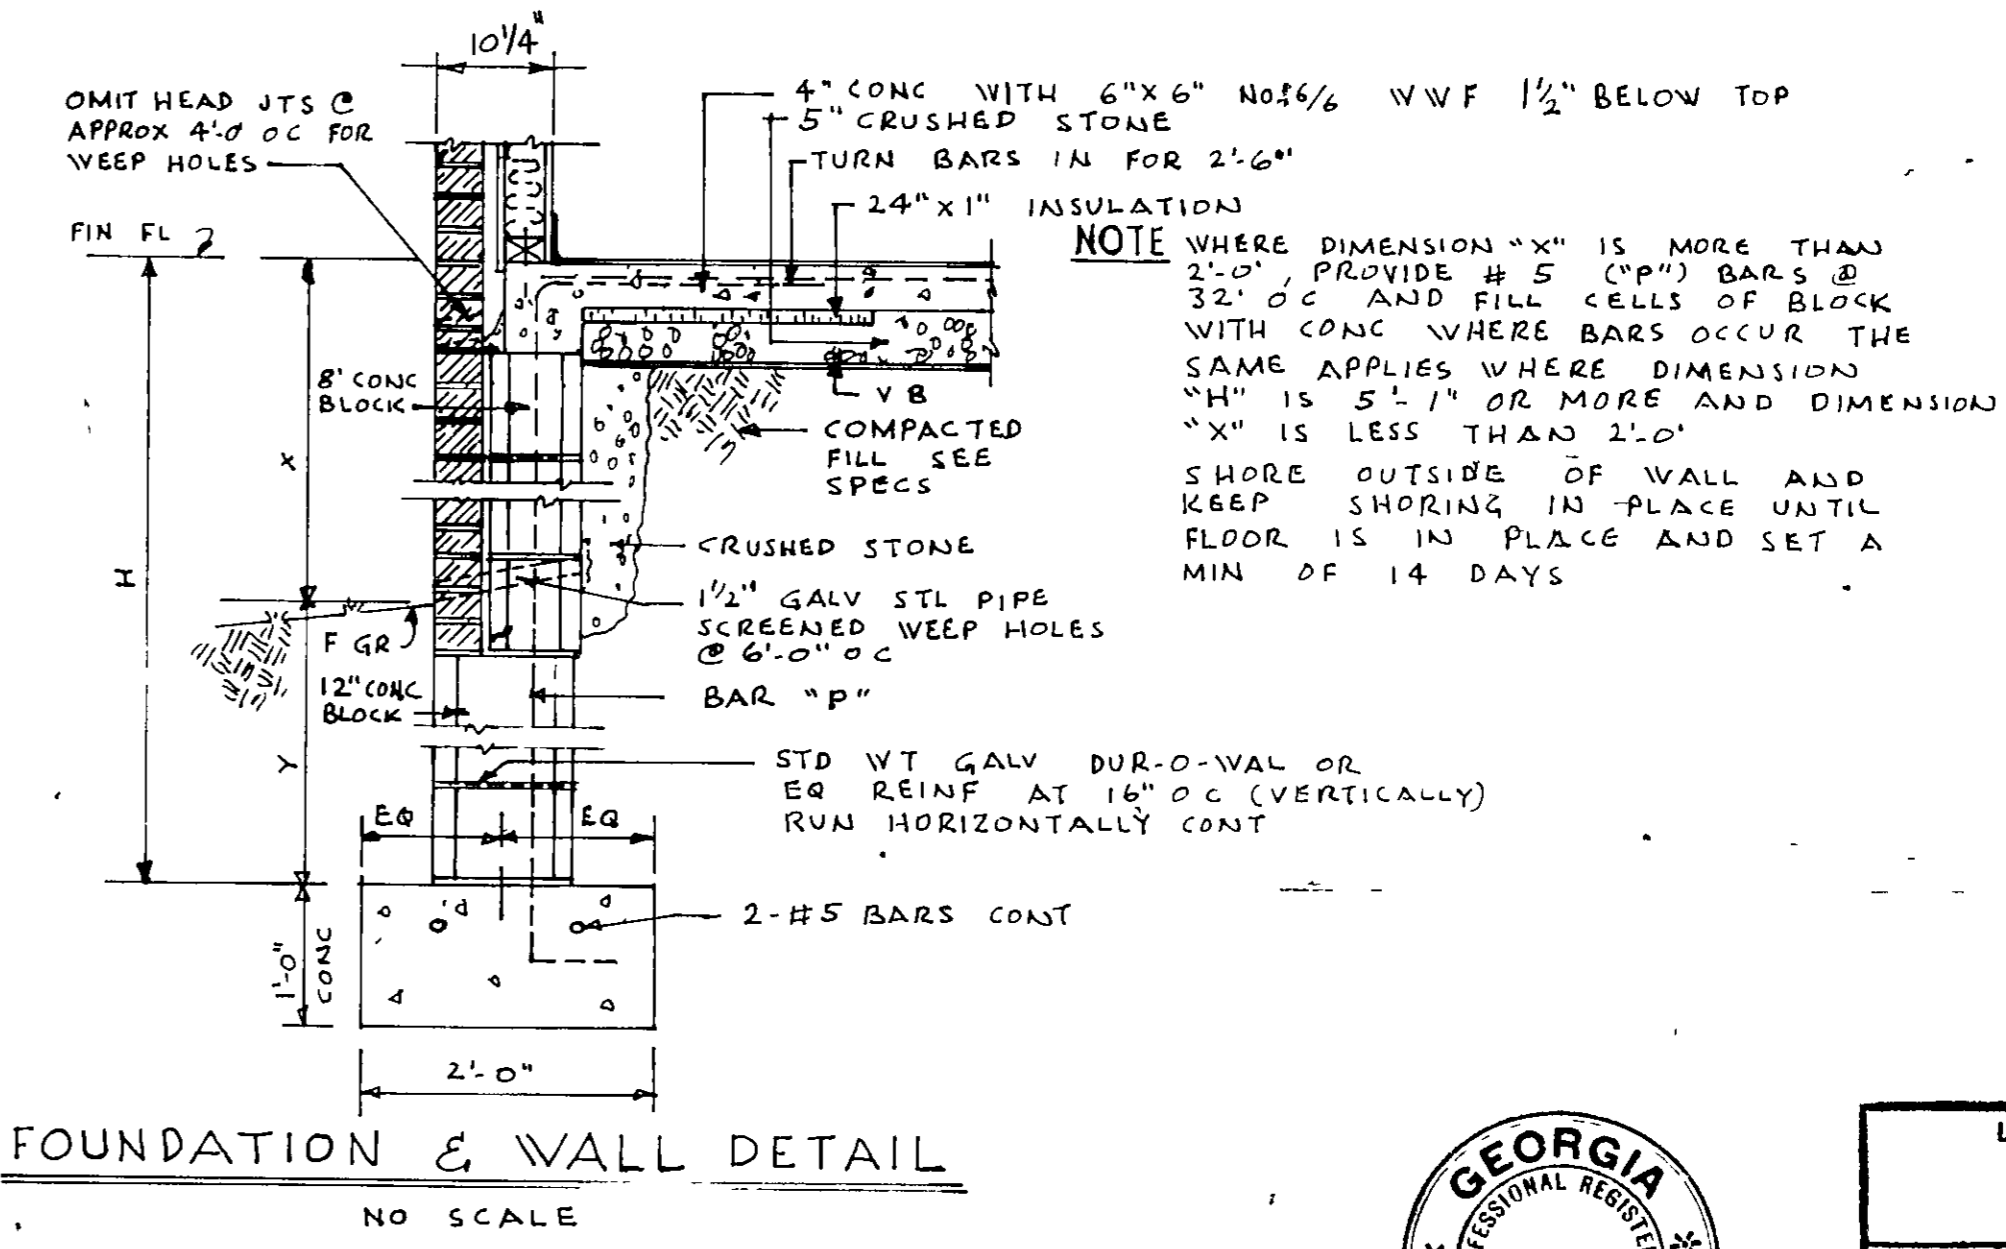 10 1/4"
OMIT HEAD JTS @
APPROX 4'-0 OC FOR
WEEP HOLES
FIN FL
4" CONC WITH 6"X6" No 6/6 WWF 1 1/2" BELOW TOP
5" CRUSHED STONE
TURN BARS IN FOR 2'-6"
24" X 1" INSULATION
NOTE WHERE DIMENSION "X" IS MORE THAN
2'-0', PROVIDE #5 ("P") BARS @
32' OC AND FILL CELLS OF BLOCK
WITH CONC WHERE BARS OCCUR THE
SAME APPLIES WHERE DIMENSION
"H" IS 5'-1" OR MORE AND DIMENSION
"X" IS LESS THAN 2'-0'
SHORE OUTSIDE OF WALL AND
KEEP SHORING IN PLACE UNTIL
FLOOR IS IN PLACE AND SET A
MIN OF 14 DAYS
8' CONC
BLOCK
V B
COMPACTED
FILL SEE
SPECS
X
H
CRUSHED STONE
1 1/2" GALV STL PIPE
SCREENED WEEP HOLES
@ 6'-0" OC
F GR
12" CONC
BLOCK
BAR "P"
Y
STD WT GALV DUR-O-WAL OR
EQ REINF AT 16" OC (VERTICALLY)
RUN HORIZONTALLY CONT
EQ EQ
2-#5 BARS CONT
1'-0"
CONC
2'-0"
FOUNDATION & WALL DETAIL
NO SCALE
GEORGIA